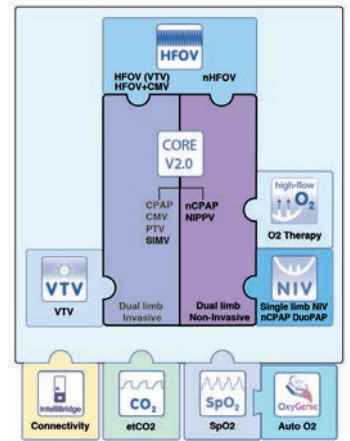 HFOV
HFOV (VTV)
HFOV+CMV
nHFOV
CORE
V2.0
CPAP
CMV
PTV
SIMV
nCPAP
NIPPV
high-flow
O2
O2 Therapy
VTV
VTV
Dual limb
Invasive
Dual limb
Non-Invasive
NIV
Single limb NIV
nCPAP DuoPAP
IntelliBridge
Connectivity
CO2
etCO2
SpO2
SpO2
OxyGenie
Auto O2